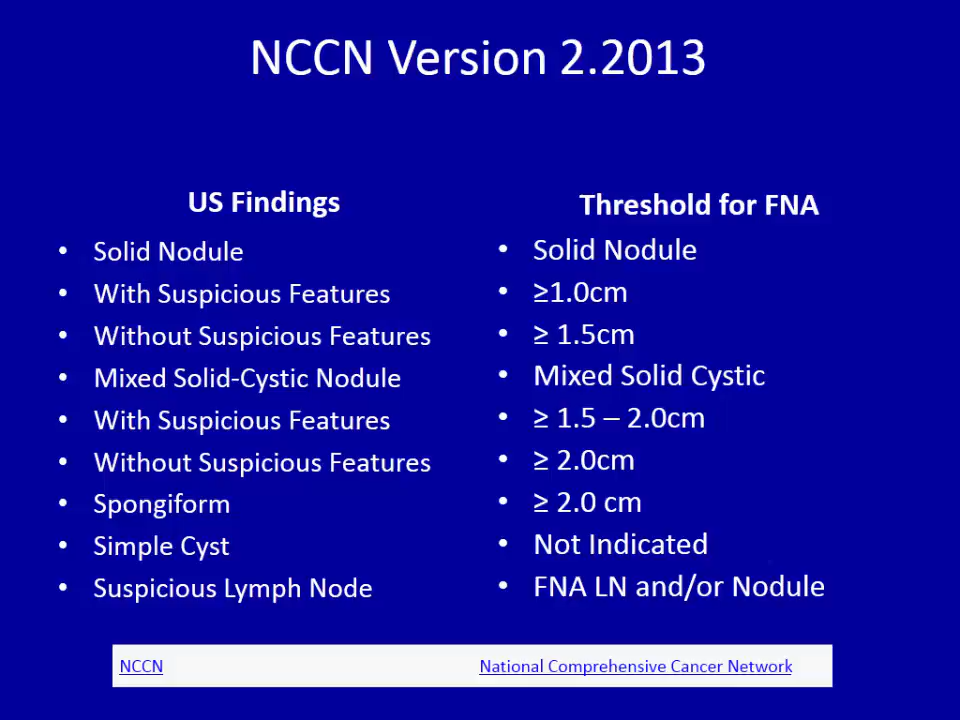 NCCN Version 2.2013
US Findings
• Solid Nodule
• With Suspicious Features
• Without Suspicious Features
• Mixed Solid-Cystic Nodule
• With Suspicious Features
• Without Suspicious Features
• Spongiform
• Simple Cyst
• Suspicious Lymph Node
Threshold for FNA
• Solid Nodule
• ≥1.0cm
• ≥ 1.5cm
• Mixed Solid Cystic
• ≥ 1.5 – 2.0cm
• ≥ 2.0cm
• ≥ 2.0 cm
• Not Indicated
• FNA LN and/or Nodule
NCCN National Comprehensive Cancer Network